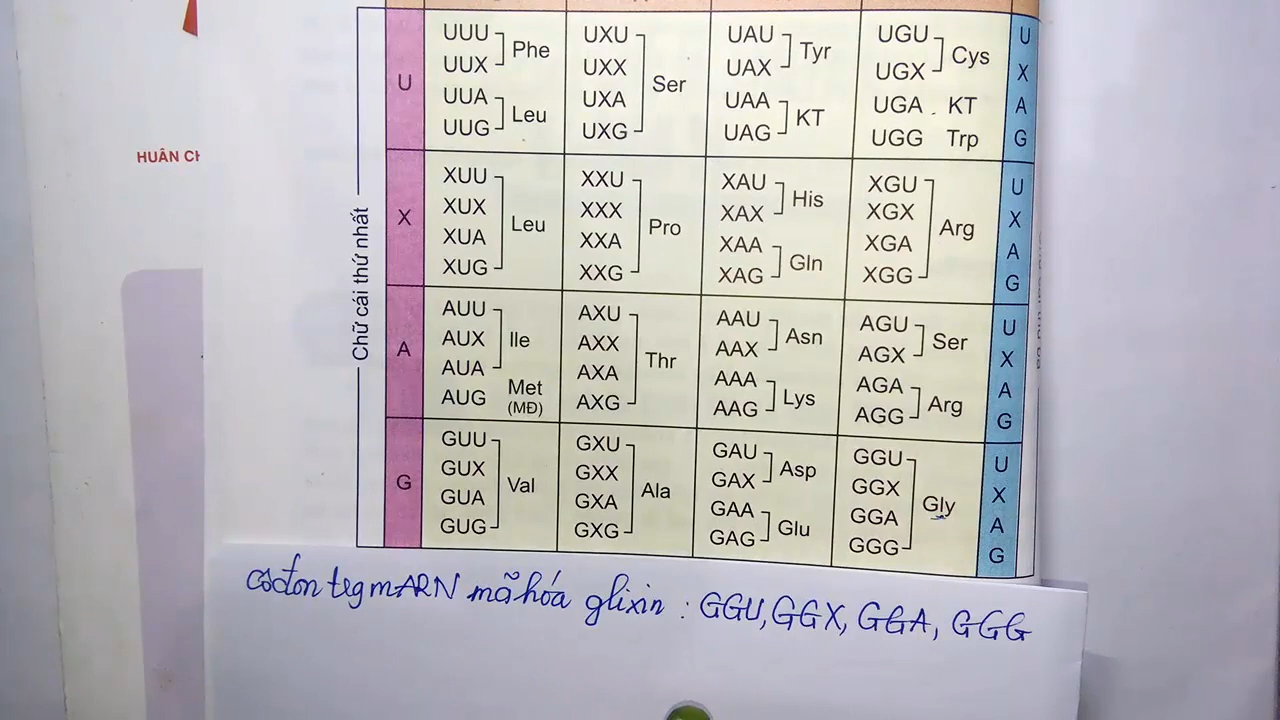 HUÂN CH
Chữ cái thứ nhất
U
UUU
UUX
Phe
UUA
UUG
Leu
UXU
UXX
UXA
UXG
Ser
UAU
UAX
Tyr
UAA
UAG
KT
UGU
UGX
Cys
UGA KT
UGG Trp
U
X
A
G
X
XUU
XUX
XUA
XUG
Leu
XXU
XXX
XXA
XXG
Pro
XAU
XAX
His
XAA
XAG
Gln
XGU
XGX
XGA
XGG
Arg
U
X
A
G
A
AUU
AUX
AUA
Ile
AUG Met
(MĐ)
AXU
AXX
AXA
AXG
Thr
AAU
AAX
Asn
AAA
AAG
Lys
AGU
AGX
Ser
AGA
AGG
Arg
U
X
A
G
G
GUU
GUX
GUA
GUG
Val
GXU
GXX
GXA
GXG
Ala
GAU
GAX
Asp
GAA
GAG
Glu
GGU
GGX
GGA
GGG
Gly
U
X
A
G
côđon trg mARN mã hóa glixin : GGU, GGX, GGA, GGG